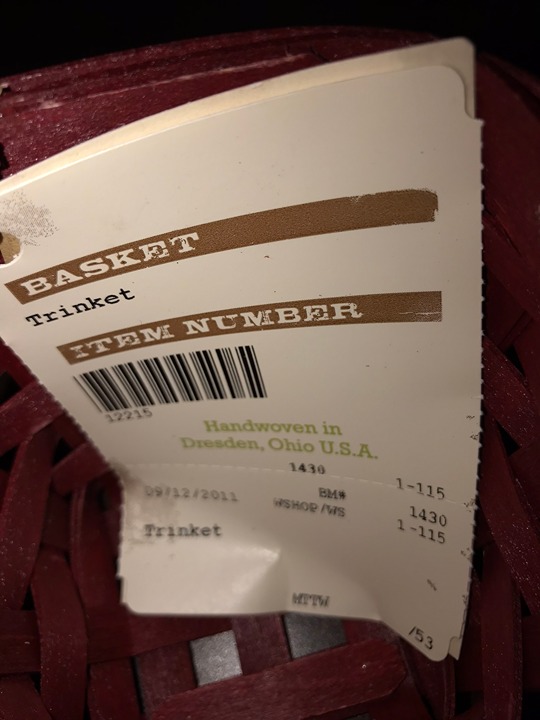 BASKET
Trinket
ITEM NUMBER
12215
Handwoven in
Dresden, Ohio U.S.A.
1430
1-115
09/12/2011 BM# 1430
WSHOP/WS 1-115
Trinket
MTTW
/53